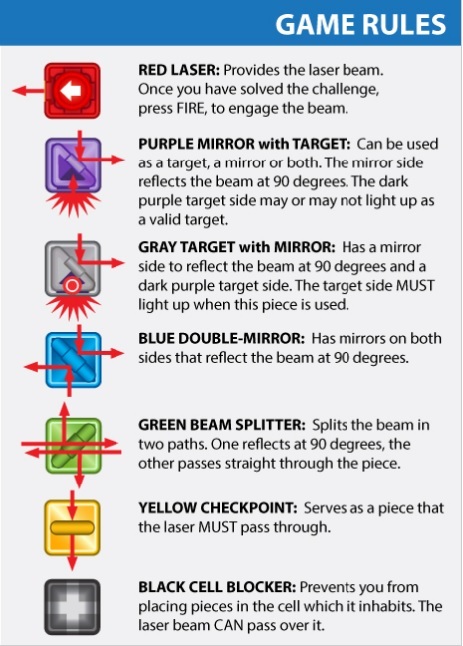 GAME RULES
RED LASER: Provides the laser beam.
Once you have solved the challenge,
press FIRE, to engage the beam.
PURPLE MIRROR with TARGET: Can be used
as a target, a mirror or both. The mirror side
reflects the beam at 90 degrees. The dark
purple target side may or may not light up as
a valid target.
GRAY TARGET with MIRROR: Has a mirror
side to reflect the beam at 90 degrees and a
dark purple target side. The target side MUST
light up when this piece is used.
BLUE DOUBLE-MIRROR: Has mirrors on both
sides that reflect the beam at 90 degrees.
GREEN BEAM SPLITTER: Splits the beam in
two paths. One reflects at 90 degrees, the
other passes straight through the piece.
YELLOW CHECKPOINT: Serves as a piece that
the laser MUST pass through.
BLACK CELL BLOCKER: Prevents you from
placing pieces in the cell which it inhabits. The
laser beam CAN pass over it.